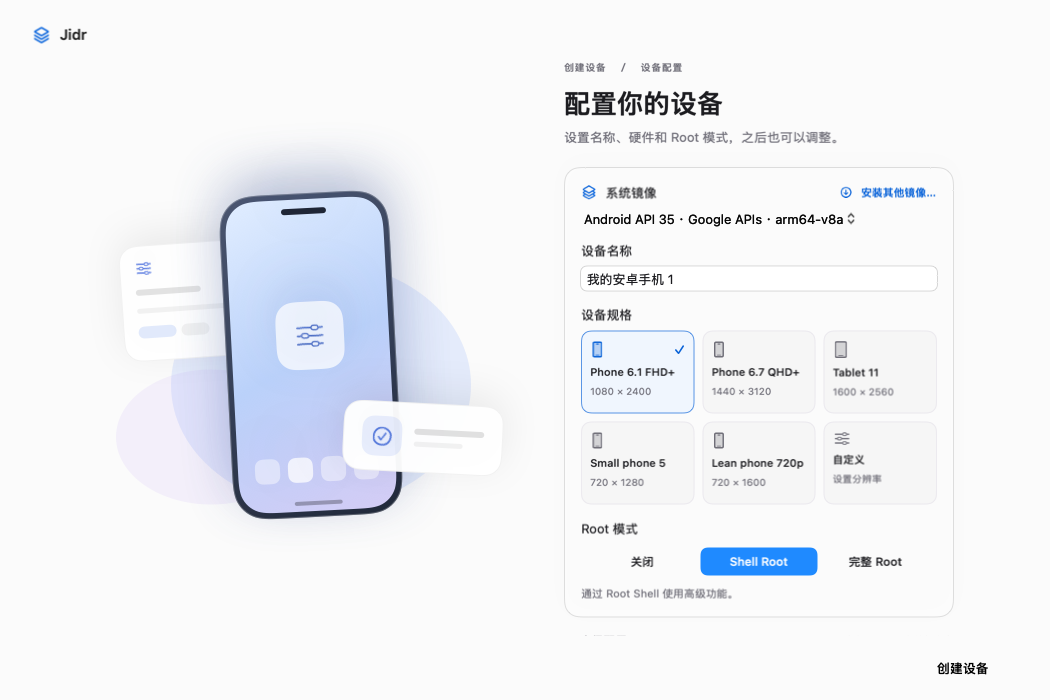 Jidr
创建设备 / 设备配置
配置你的设备
设置名称、硬件和 Root 模式，之后也可以调整。
系统镜像
安装其他镜像...
Android API 35 · Google APIs · arm64-v8a
设备名称
我的安卓手机 1
设备规格
Phone 6.1 FHD+
1080 × 2400
Phone 6.7 QHD+
1440 × 3120
Tablet 11
1600 × 2560
Small phone 5
720 × 1280
Lean phone 720p
720 × 1600
自定义
设置分辨率
Root 模式
关闭
Shell Root
完整 Root
通过 Root Shell 使用高级功能。
创建设备